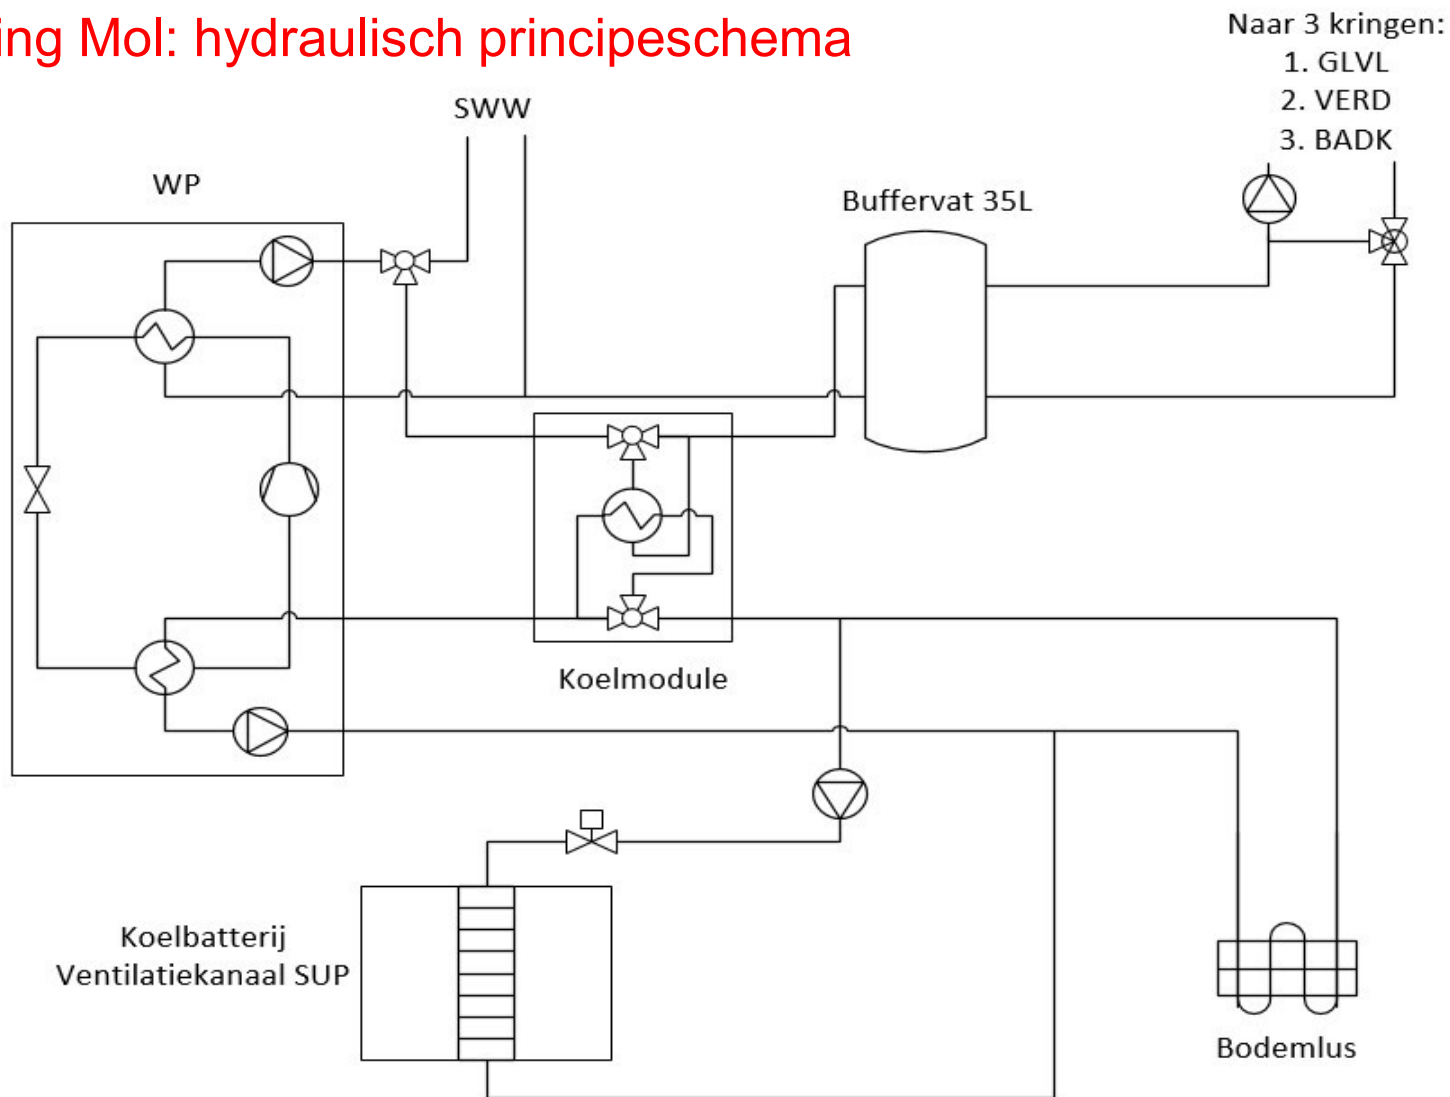 ing Mol: hydraulisch principeschema
Naar 3 kringen:
1. GLVL
2. VERD
3. BADK
SWW
WP
Buffervat 35L
Koelmodule
Koelbatterij
Ventilatiekanaal SUP
Bodemlus